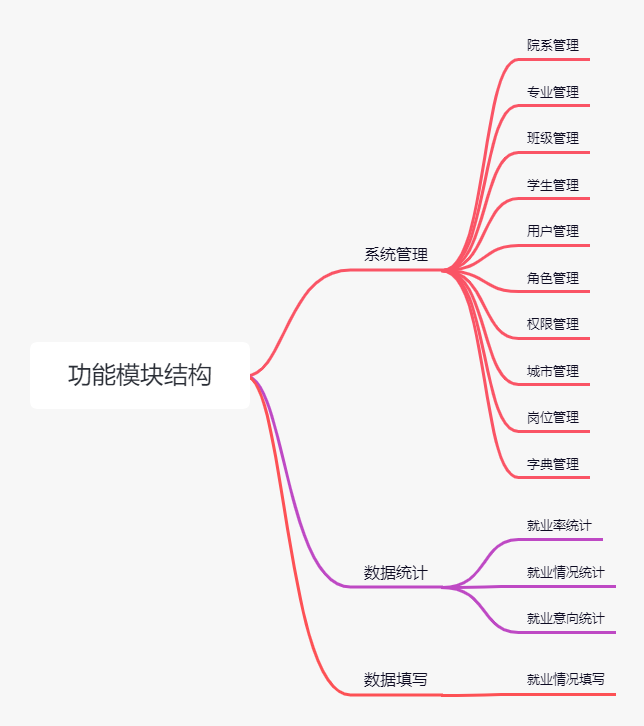 功能模块结构
系统管理
院系管理
专业管理
班级管理
学生管理
用户管理
角色管理
权限管理
城市管理
岗位管理
字典管理
数据统计
就业率统计
就业情况统计
就业意向统计
数据填写
就业情况填写